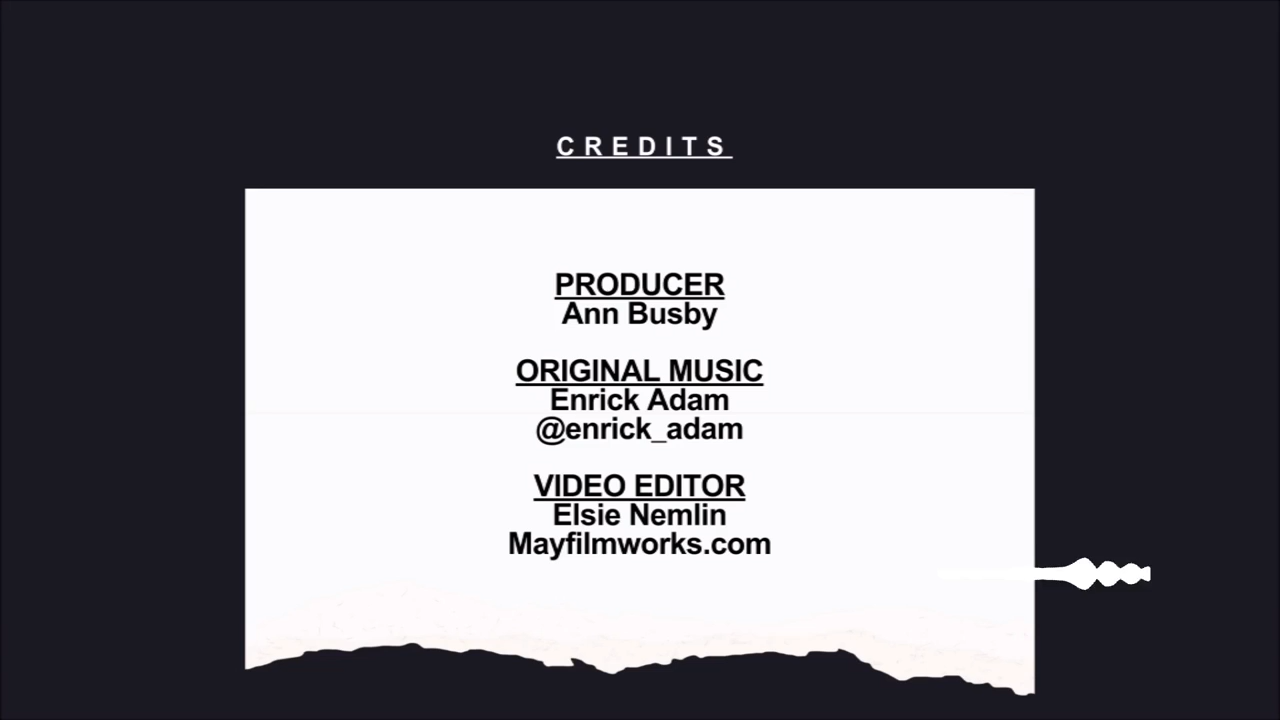 CREDITS
PRODUCER
Ann Busby
ORIGINAL MUSIC
Enrick Adam
@enrick_adam
VIDEO EDITOR
Elsie Nemlin
Mayfilmworks.com